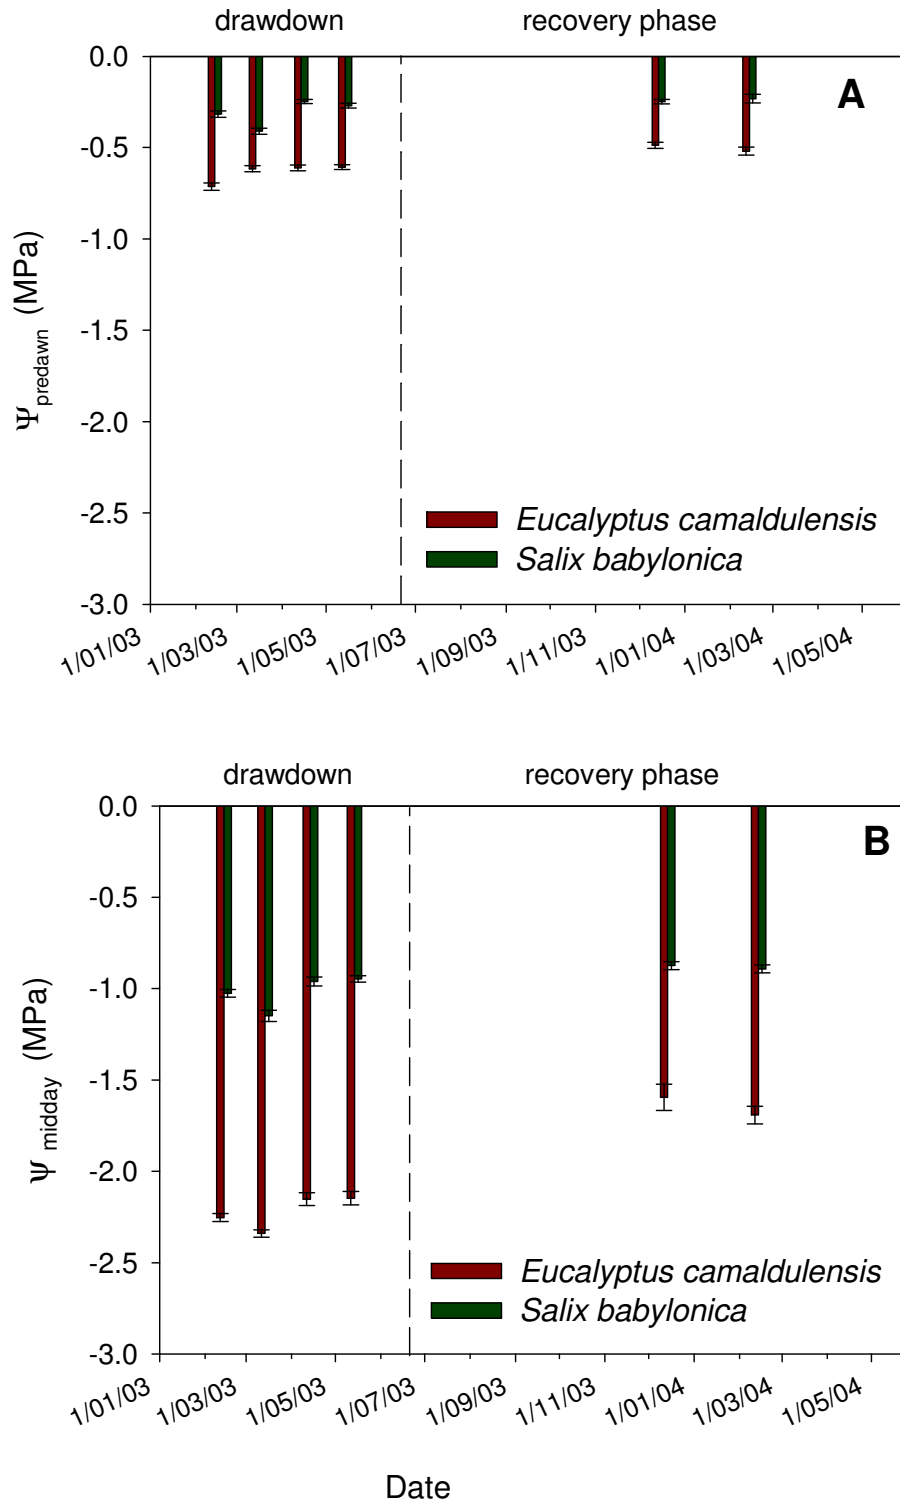 drawdown recovery phase
0.0
A
-0.5
-1.0
-1.5
-2.0
-2.5
-3.0
Ψpredawn (MPa)
Eucalyptus camaldulensis
Salix babylonica
1/01/03 1/03/03 1/05/03 1/07/03 1/09/03 1/11/03 1/01/04 1/03/04 1/05/04
drawdown recovery phase
0.0
B
-0.5
-1.0
-1.5
-2.0
-2.5
-3.0
ψ midday (MPa)
Eucalyptus camaldulensis
Salix babylonica
1/01/03 1/03/03 1/05/03 1/07/03 1/09/03 1/11/03 1/01/04 1/03/04 1/05/04
Date